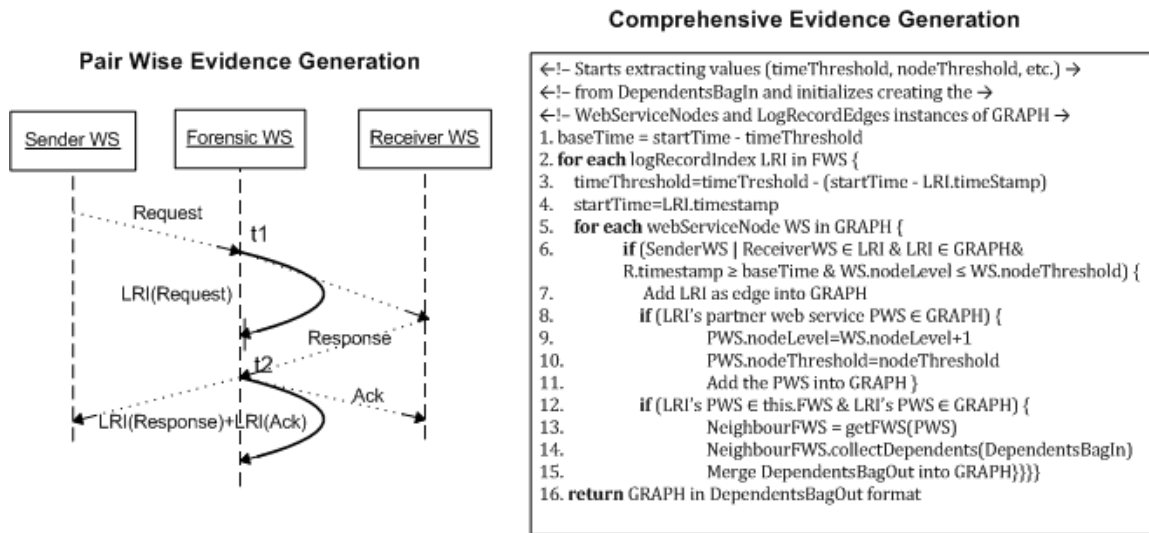 Pair Wise Evidence Generation
Sender WS
Forensic WS
Receiver WS
Request
t1
LRI(Request)
Response
t2
Ack
LRI(Response)+LRI(Ack)
Comprehensive Evidence Generation
←!– Starts extracting values (timeThreshold, nodeThreshold, etc.) →
←!– from DependentsBagIn and initializes creating the →
←!– WebServiceNodes and LogRecordEdges instances of GRAPH →
1. baseTime = startTime - timeThreshold
2. for each logRecordIndex LRI in FWS {
3. timeThreshold=timeTreshold - (startTime - LRI.timeStamp)
4. startTime=LRI.timestamp
5. for each webServiceNode WS in GRAPH {
6. if (SenderWS | ReceiverWS ∈ LRI & LRI ∈ GRAPH&
R.timestamp ≥ baseTime & WS.nodeLevel ≤ WS.nodeThreshold) {
7. Add LRI as edge into GRAPH
8. if (LRI's partner web service PWS ∈ GRAPH) {
9. PWS.nodeLevel=WS.nodeLevel+1
10. PWS.nodeThreshold=nodeThreshold
11. Add the PWS into GRAPH }
12. if (LRI's PWS ∈ this.FWS & LRI's PWS ∈ GRAPH) {
13. NeighbourFWS = getFWS(PWS)
14. NeighbourFWS.collectDependents(DependentsBagIn)
15. Merge DependentsBagOut into GRAPH}}}}
16. return GRAPH in DependentsBagOut format